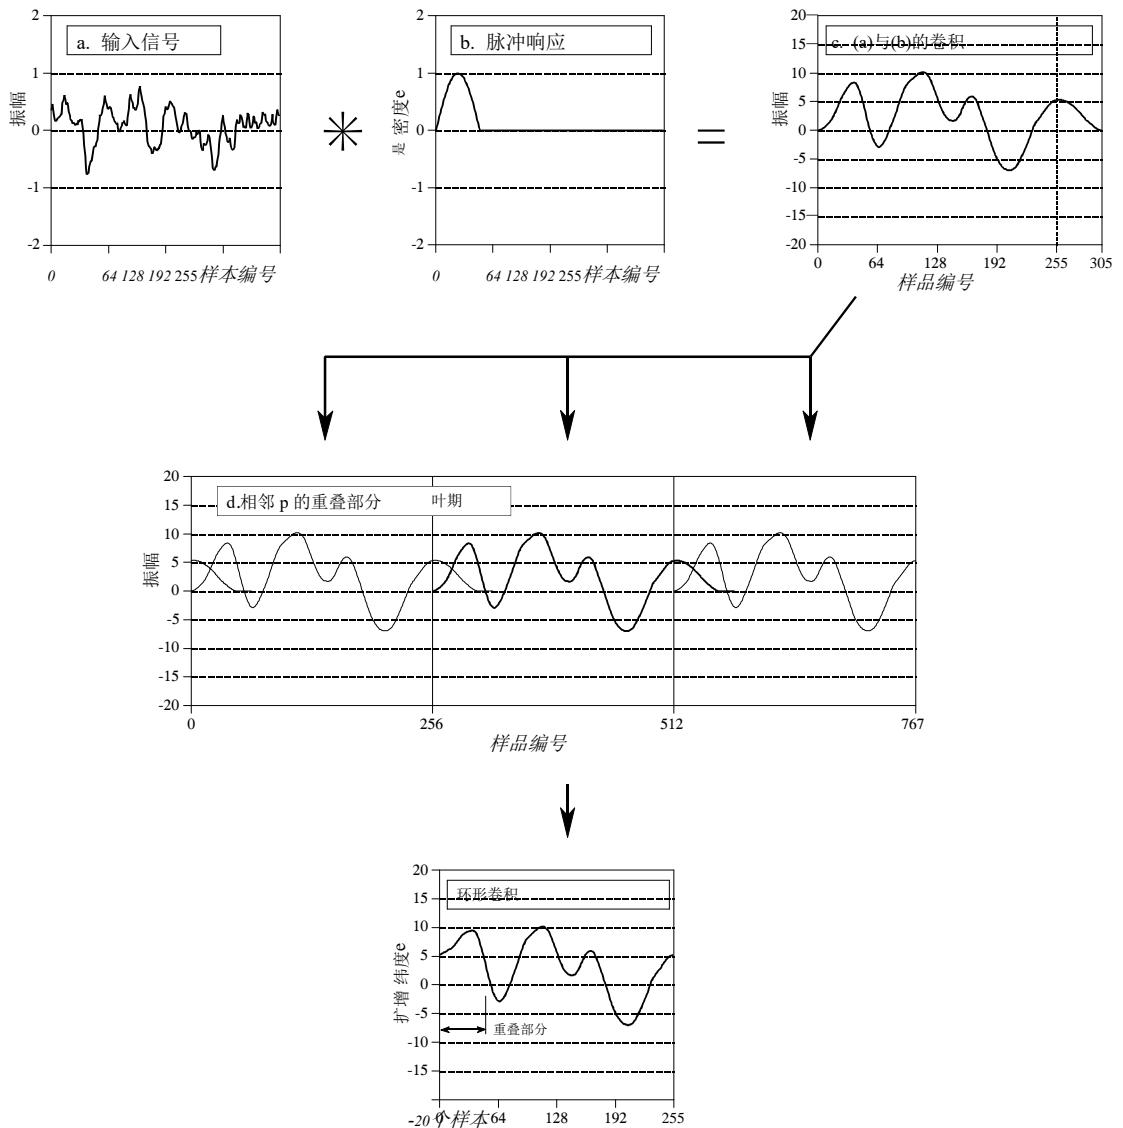 a. 输入信号
2
1
0
-1
-2
振幅
0 64 128 192 255样本编号
b. 脉冲响应
2
1
0
-1
-2
是 密度e
0 64 128 192 255样本编号
c. (a)与(b)的卷积
20
15
10
5
0
-5
-10
-15
-20
振幅
0 64 128 192 255 305
样品编号
d.相邻 p 的重叠部分 叶期
20
15
10
5
0
-5
-10
-15
-20
振幅
0 256 512 767
样品编号
环形卷积
20
15
10
5
0
-5
-10
-15
扩增 纬度e
重叠部分
-20个样本
0 64 128 192 255